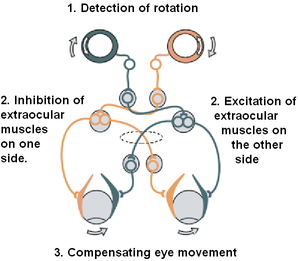 1. Detection of rotation
2. Inhibition of
extraocular
muscles
on one
side.
2. Excitation of
extraocular
muscles on
the other
side
3. Compensating eye movement